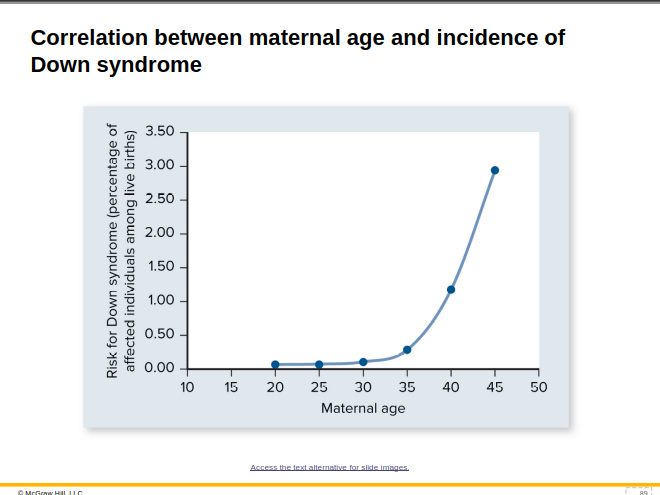 Correlation between maternal age and incidence of
Down syndrome
Risk for Down syndrome (percentage of
affected individuals among live births)
3.50
3.00
2.50
2.00
1.50
1.00
0.50
0.00
10 15 20 25 30 35 40 45 50
Maternal age
Access the text alternative for slide images.
© McGraw Hill, LLC
89